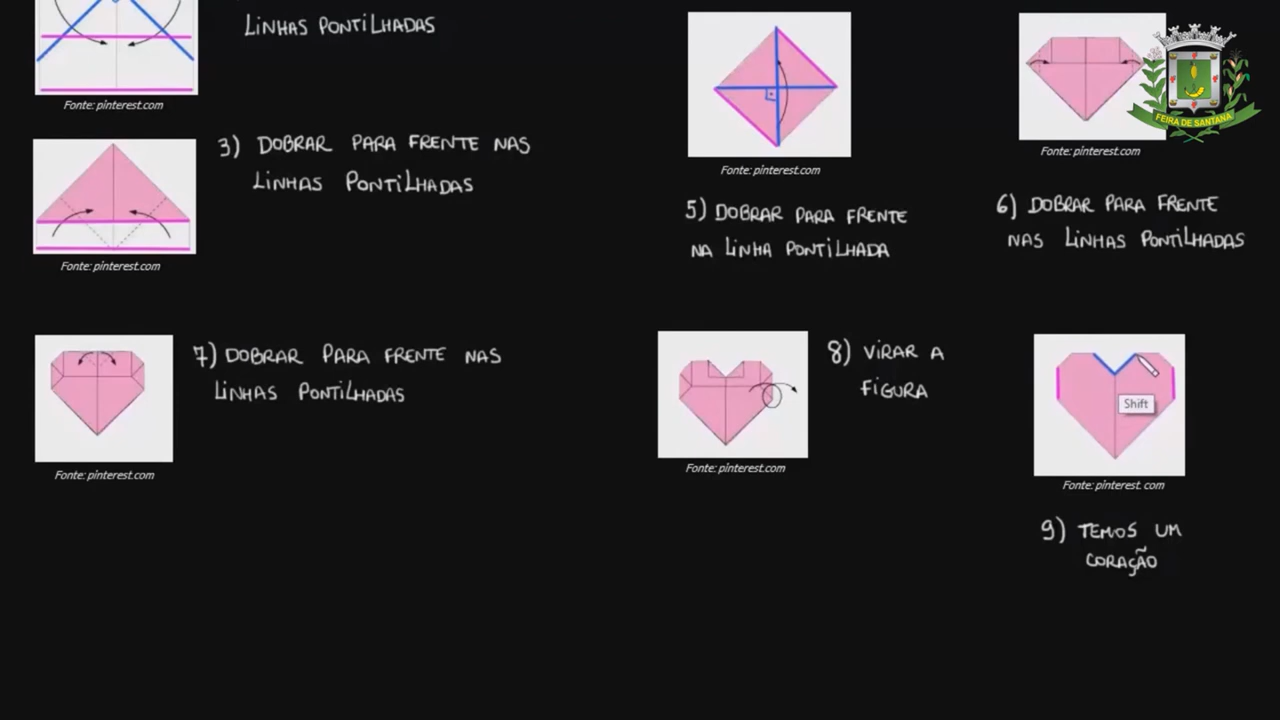 LINHAS PONTILHADAS
Fonte: pinterest.com
3) DOBRAR PARA FRENTE NAS
LINHAS PONTILHADAS
Fonte: pinterest.com
Fonte: pinterest.com
5) DOBRAR PARA FRENTE
NA LINHA PONTILHADA
FEIRA DE SANTANA
Fonte: pinterest.com
6) DOBRAR PARA FRENTE
NAS LINHAS PONTILHADAS
7) DOBRAR PARA FRENTE NAS
LINHAS PONTILHADAS
Fonte: pinterest.com
8) VIRAR A
FIGURA
Fonte: pinterest.com
Shift
Fonte: pinterest. com
9) TEMOS UM
CORAÇÃO